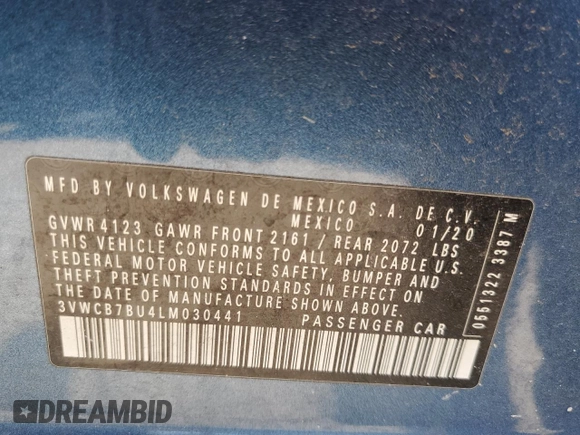 MFD BY VOLKSWAGEN DE MEXICO S.A. DE C.V.
MEXICO 01/20
GVWR 4123 GAWR FRONT 2161 / REAR 2072 LBS
THIS VEHICLE CONFORMS TO ALL APPLICABLE U.S.
FEDERAL MOTOR VEHICLE SAFETY, BUMPER AND
THEFT PREVENTION STANDARDS IN EFFECT ON
THE DATE OF MANUFACTURE SHOWN ABOVE.
3VWCB7BU4LM030441 PASSENGER CAR
0551322 3387 M
DREAMBID